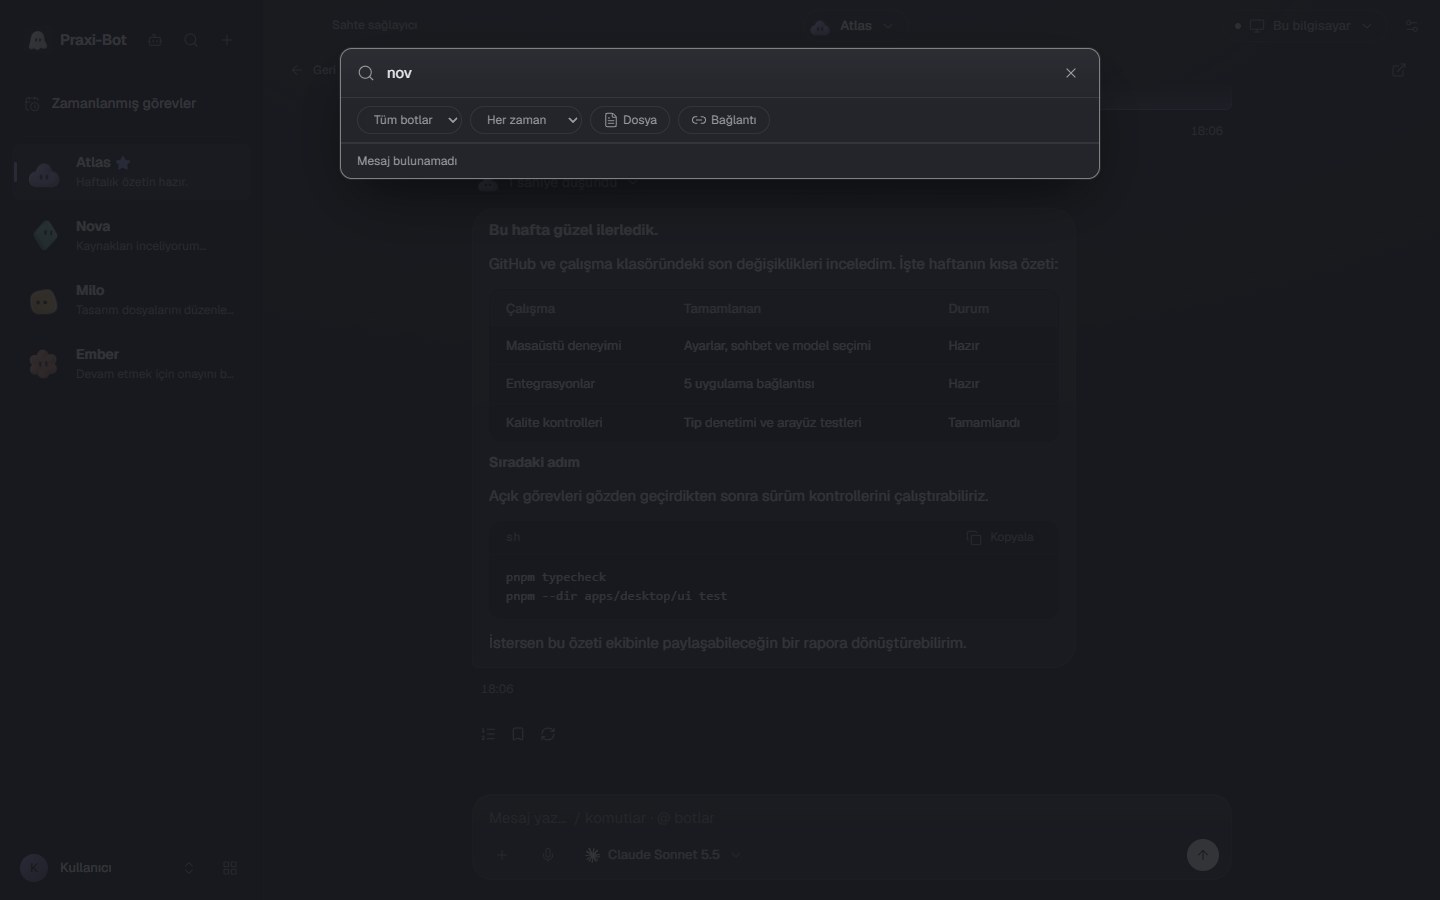 Sahte sağlayıcı
Atlas
Bu bilgisayar
Praxi-Bot
Geri
nov
Tüm botlar
Her zaman
Dosya
Bağlantı
Mesaj bulunamadı
Zamanlanmış görevler
18:06
Atlas
Haftalık özetin hazır.
1 saniye düşündü
Nova
Kaynakları inceliyorum...
Milo
Tasarım dosyalarını düzenle...
Ember
Devam etmek için onayını b...
Bu hafta güzel ilerledik.
GitHub ve çalışma klasöründeki son değişiklikleri inceledim. İşte haftanın kısa özeti:
Çalışma Tamamlanan Durum
Masaüstü deneyimi Ayarlar, sohbet ve model seçimi Hazır
Entegrasyonlar 5 uygulama bağlantısı Hazır
Kalite kontrolleri Tip denetimi ve arayüz testleri Tamamlandı
Sıradaki adım
Açık görevleri gözden geçirdikten sonra sürüm kontrollerini çalıştırabiliriz.
sh
Kopyala
pnpm typecheck
pnpm --dir apps/desktop/ui test
İstersen bu özeti ekibinle paylaşabileceğin bir rapora dönüştürebilirim.
18:06
Mesaj yaz... / komutlar · @ botlar
Claude Sonnet 5.5
K
Kullanıcı